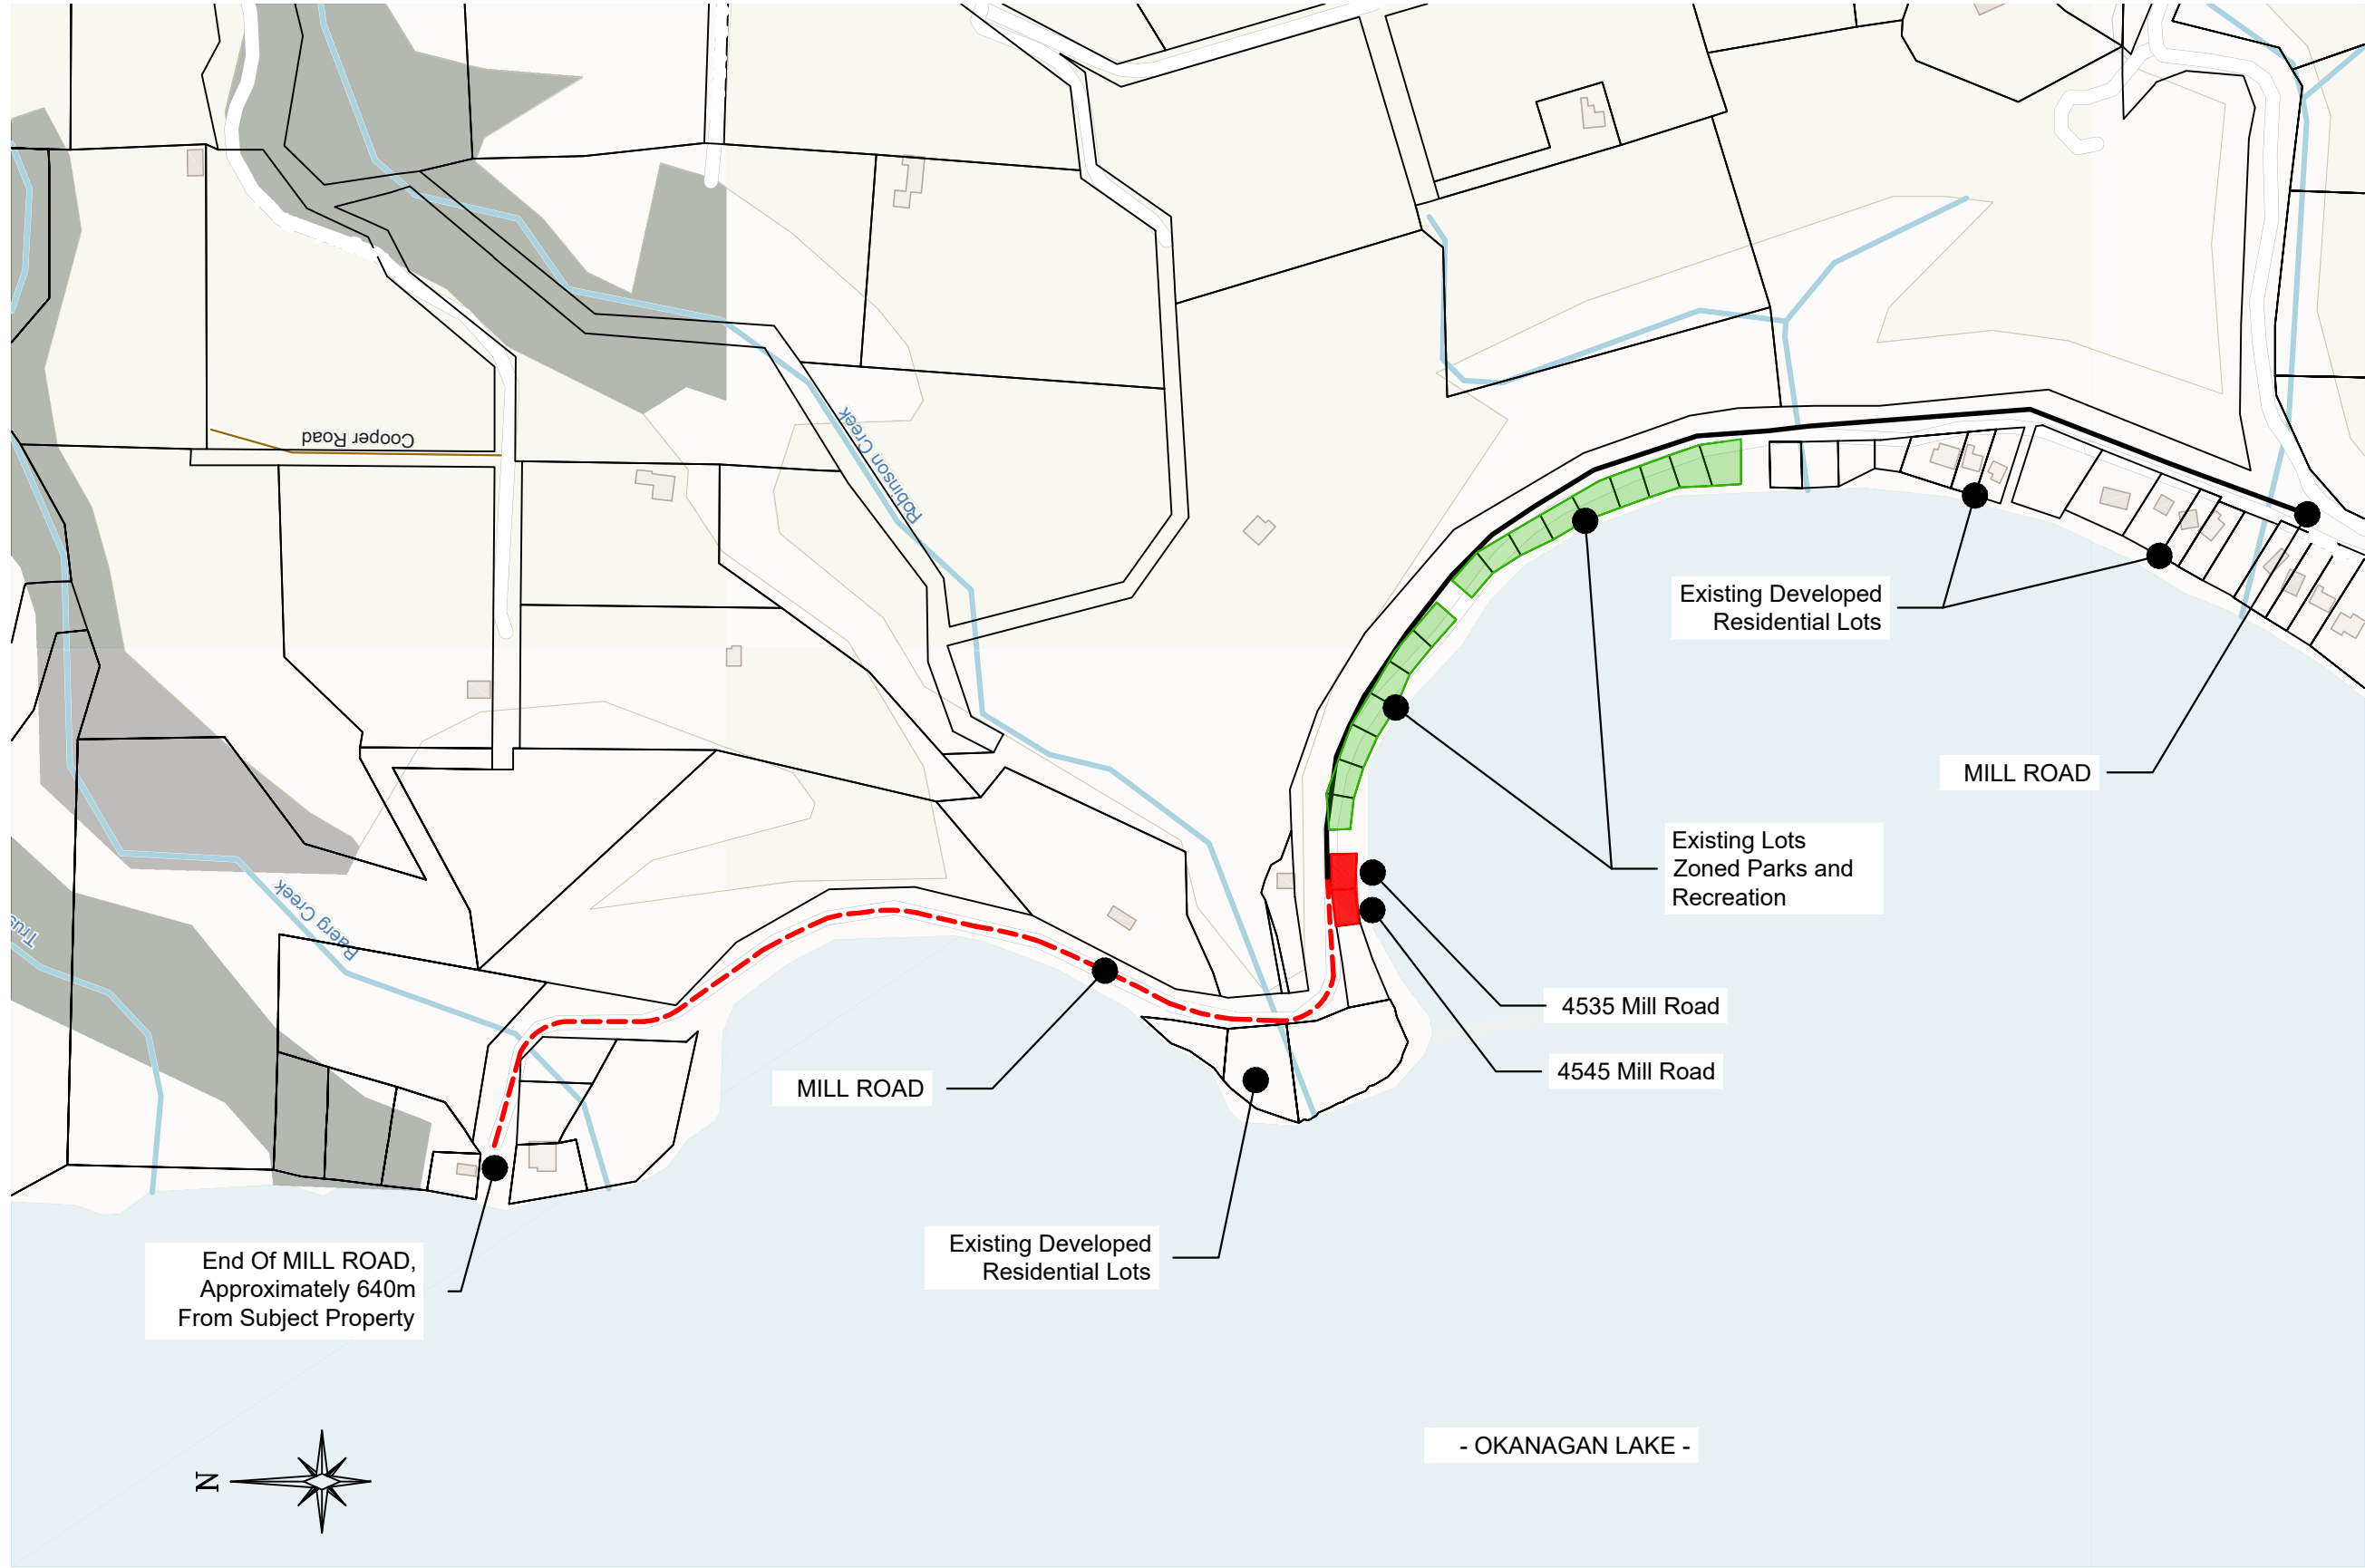 Cooper Road
Robinson Creek
Existing Developed
Residential Lots
MILL ROAD
Existing Lots
Zoned Parks and
Recreation
Baerg Creek
Trus
4535 Mill Road
4545 Mill Road
MILL ROAD
Existing Developed
Residential Lots
End Of MILL ROAD,
Approximately 640m
From Subject Property
- OKANAGAN LAKE -
N